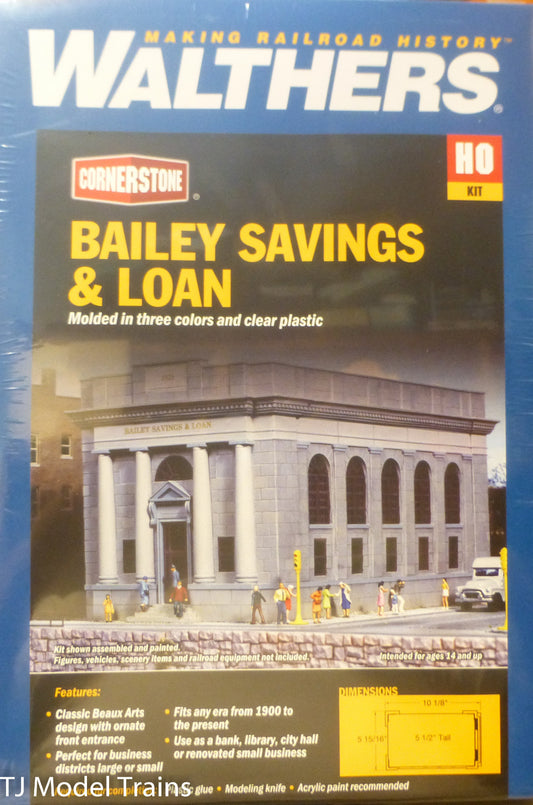 MAKING RAILROAD HISTORY™
WALTHERS®
CORNERSTONE®
HO
KIT
BAILEY SAVINGS
& LOAN
Molded in three colors and clear plastic
BAILEY SAVINGS & LOAN
Kit shown assembled and painted.
Figures, vehicles, scenery items and railroad equipment not included.
Intended for ages 14 and up
Features:
• Classic Beaux Arts
design with ornate
front entrance
• Perfect for business
districts large or small
• Fits any era from 1900 to
the present
• Use as a bank, library, city hall
or renovated small business
DIMENSIONS
10 1/8"
5 15/16"
5-1/2" Tall
glue • Modeling knife • Acrylic paint recommended
TJ Model Trains